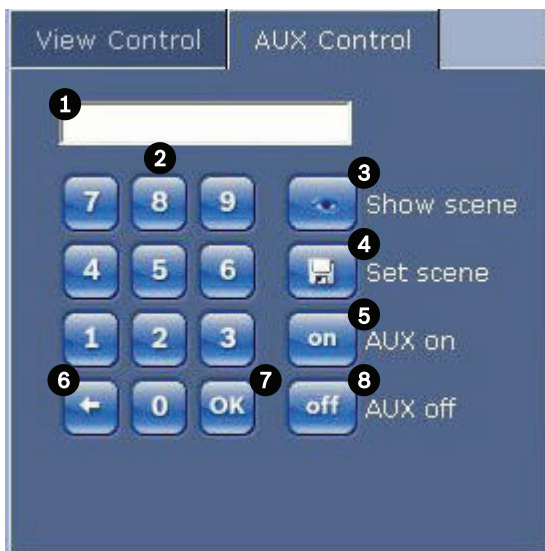 View Control AUX Control
1
2
3
7 8 9 Show scene
4
4 5 6 Set scene
5
1 2 3 on AUX on
6 7 8
0 OK off AUX off